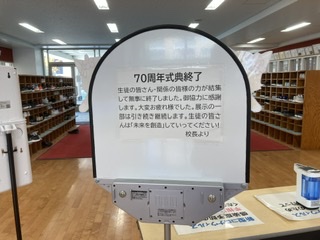 70周年式典終了
生徒の皆さん・関係の皆様の力が結集
して無事に終了しました。御協力に感謝
します。大変お疲れ様でした。展示の一
部は引き続き継続します。生徒の皆さ
んは「未来を創造」していってください！
校長より